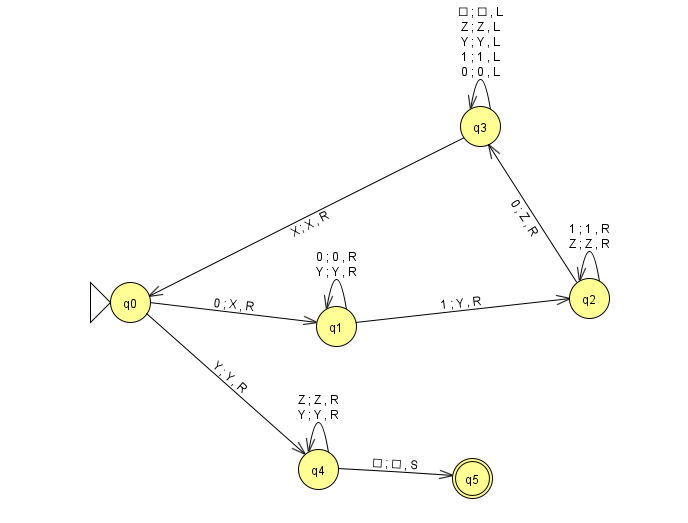 □ ; □ , L
Z ; Z , L
Y ; Y , L
1 ; 1 , L
0 ; 0 , L
q3
X ; X , R
0 ; Z , R
1 ; 1 , R
Z ; Z , R
0 ; 0 , R
Y ; Y , R
q0
0 ; X , R
q1
1 ; Y , R
q2
Y ; Y , R
Z ; Z , R
Y ; Y , R
q4
□ ; □ , S
q5